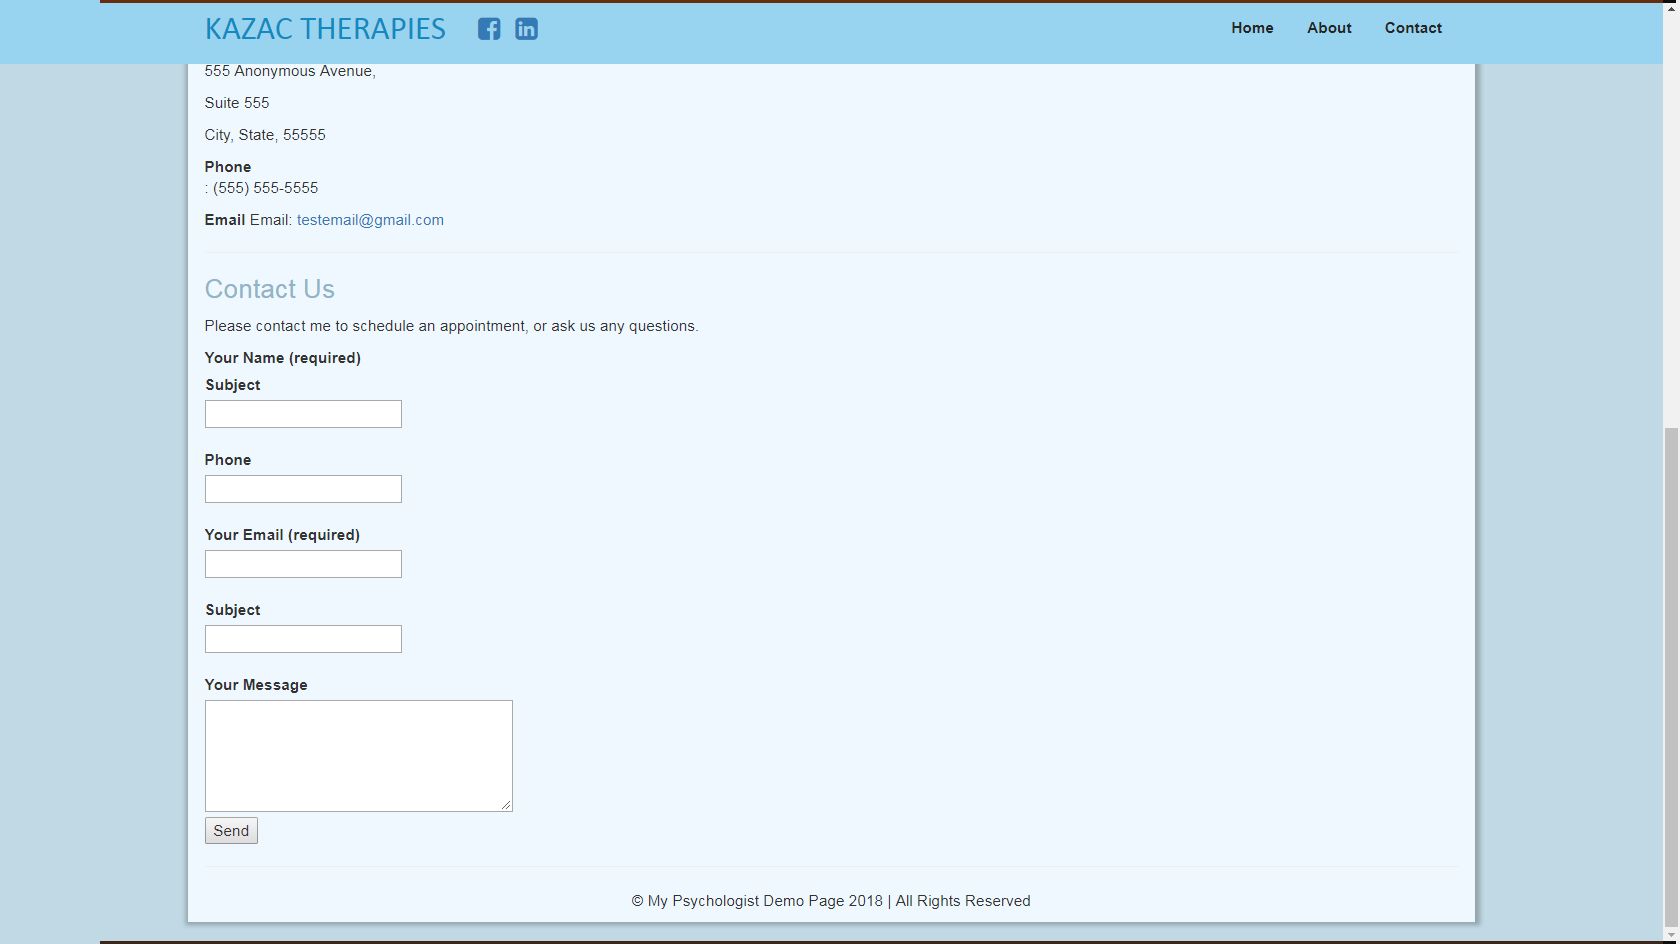 KAZAC THERAPIES
Home About Contact
555 Anonymous Avenue,
Suite 555
City, State, 55555
Phone
: (555) 555-5555
Email Email: testemail@gmail.com
Contact Us
Please contact me to schedule an appointment, or ask us any questions.
Your Name (required)
Subject
Phone
Your Email (required)
Subject
Your Message
Send
© My Psychologist Demo Page 2018 | All Rights Reserved